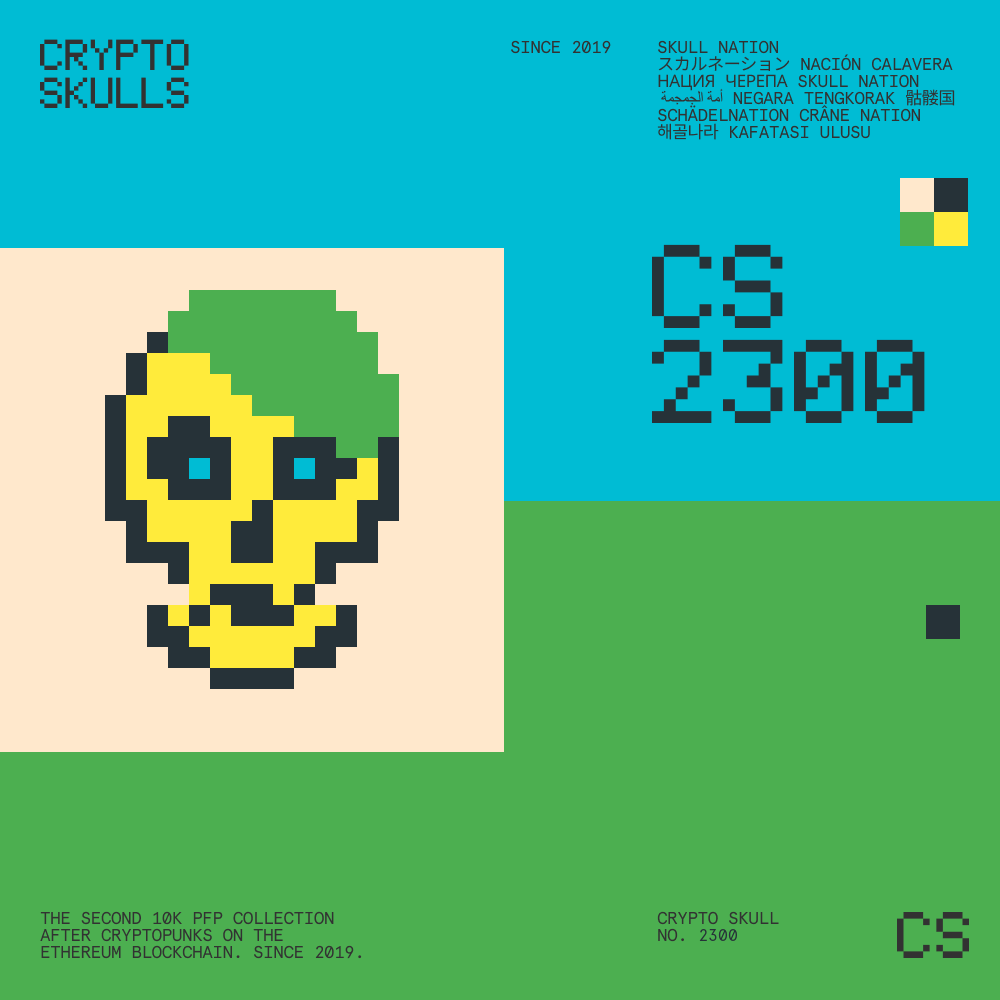 CRYPTO
SKULLS
SINCE 2019
SKULL NATION
スカルネーション NACIÓN CALAVERA
НАЦИЯ ЧЕРЕПА SKULL NATION
أمة الجمجمة NEGARA TENGKORAK 骷髅国
SCHÄDELNATION CRÂNE NATION
해골나라 KAFATASI ULUSU
CS
2300
THE SECOND 10K PFP COLLECTION
AFTER CRYPTOPUNKS ON THE
ETHEREUM BLOCKCHAIN. SINCE 2019.
CRYPTO SKULL
NO. 2300
CS